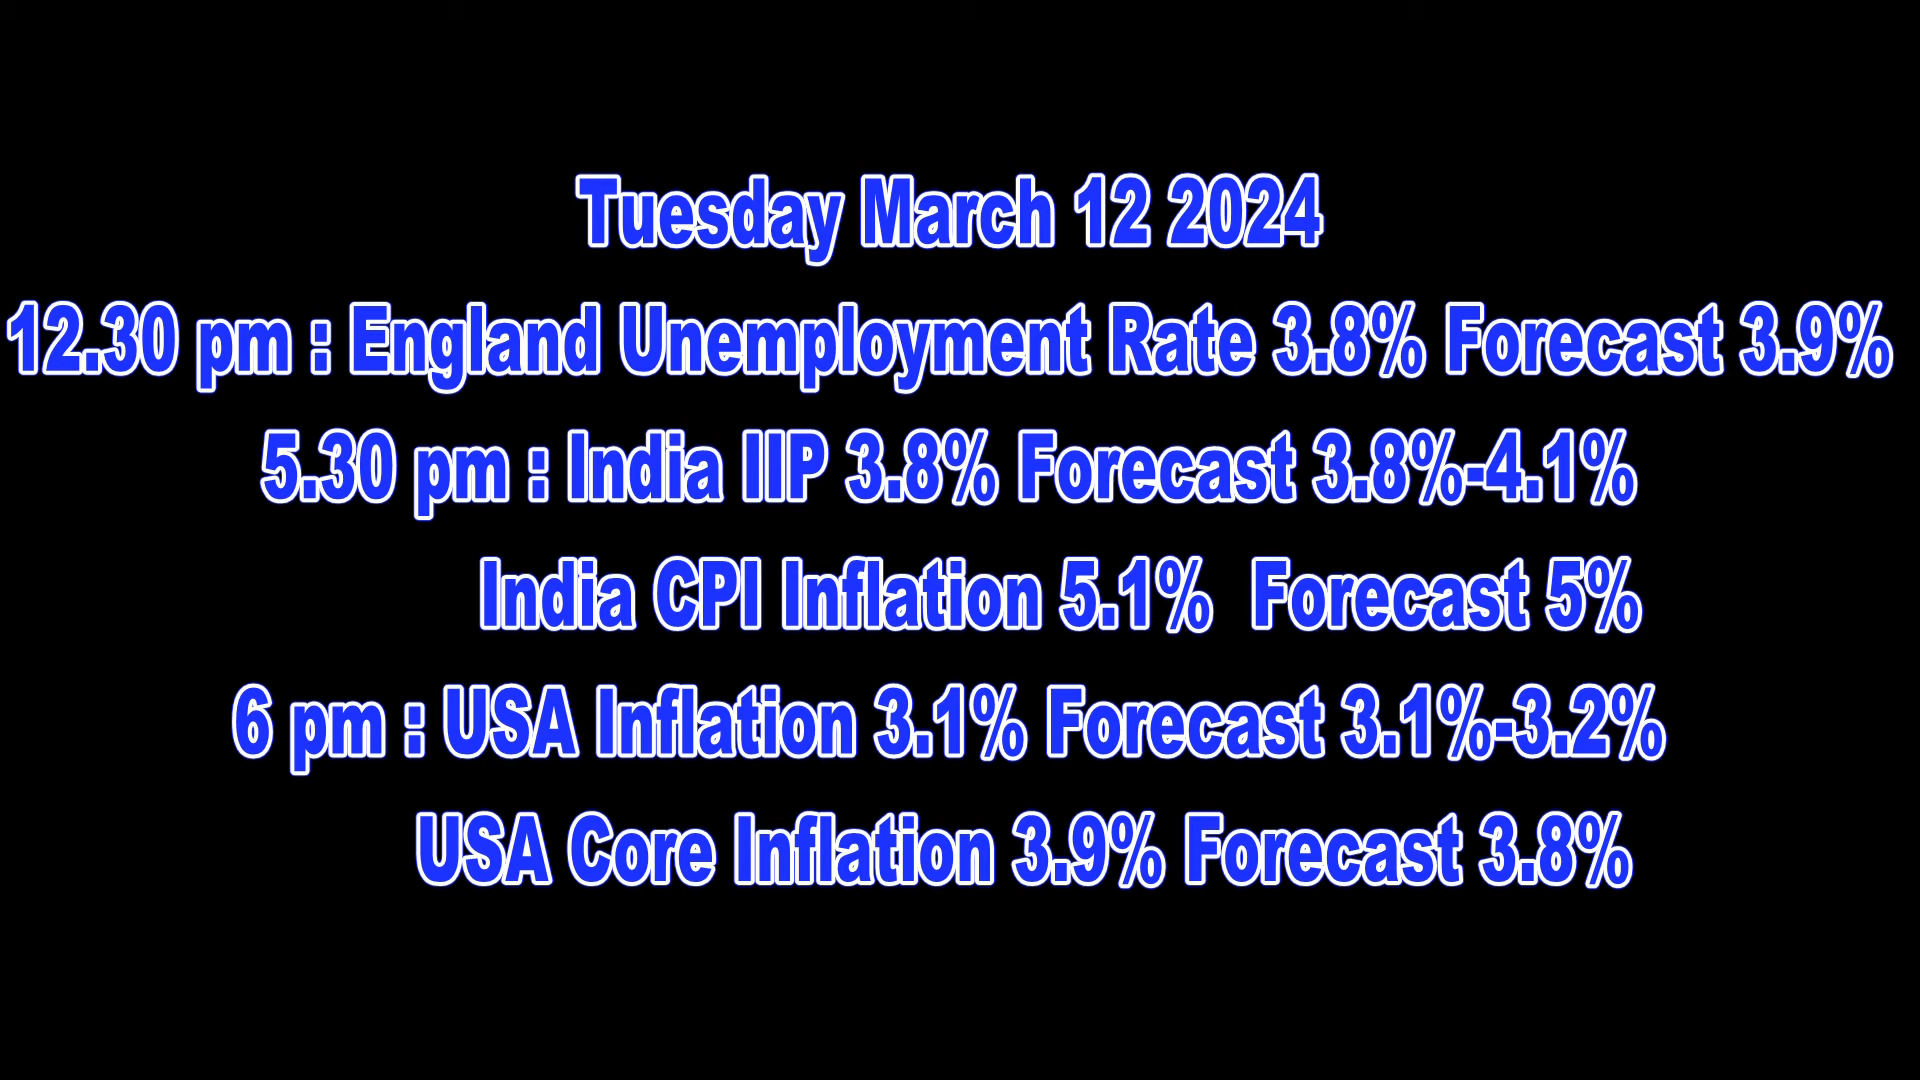 Tuesday March 12 2024
12.30 pm : England Unemployment Rate 3.8% Forecast 3.9%
5.30 pm : India IIP 3.8% Forecast 3.8%-4.1%
India CPI Inflation 5.1% Forecast 5%
6 pm : USA Inflation 3.1% Forecast 3.1%-3.2%
USA Core Inflation 3.9% Forecast 3.8%